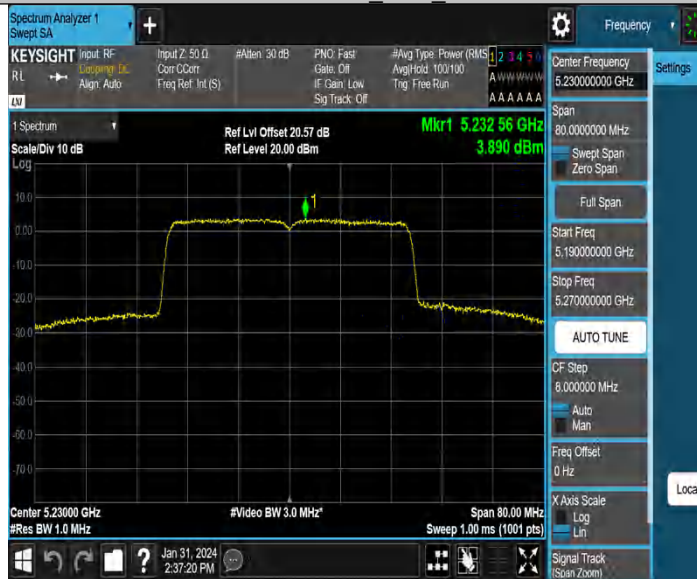 Spectrum Analyzer 1
Swept SA
+
Frequency
KEYSIGHT
Input: RF
Coupling: DC
Align: Auto
Input Z: 50 Ω
Corr CCorr
Freq Ref: Int (S)
#Atten: 30 dB
PNO: Fast
Gate: Off
IF Gain: Low
Sig Track: Off
#Avg Type: Power (RMS
Avg|Hold: 100/100
Trig: Free Run
1 2 3 4 5 6
A W W W W W
A A A A A A
RL
LXI
1 Spectrum
Scale/Div 10 dB
Log
Ref Lvl Offset 20.57 dB
Ref Level 20.00 dBm
Mkr1 5.232 56 GHz
3.890 dBm
1
10.0
0.00
-10.0
-20.0
-30.0
-40.0
-50.0
-60.0
-70.0
Center 5.23000 GHz
#Res BW 1.0 MHz
#Video BW 3.0 MHz*
Span 80.00 MHz
Sweep 1.00 ms (1001 pts)
Jan 31, 2024
2:37:20 PM
?
Center Frequency
5.230000000 GHz
Settings
Span
80.0000000 MHz
Swept Span
Zero Span
Full Span
Start Freq
5.190000000 GHz
Stop Freq
5.270000000 GHz
AUTO TUNE
CF Step
8.000000 MHz
Auto
Man
Freq Offset
0 Hz
X Axis Scale
Log
Lin
Loca
Signal Track
(Span Zoom)